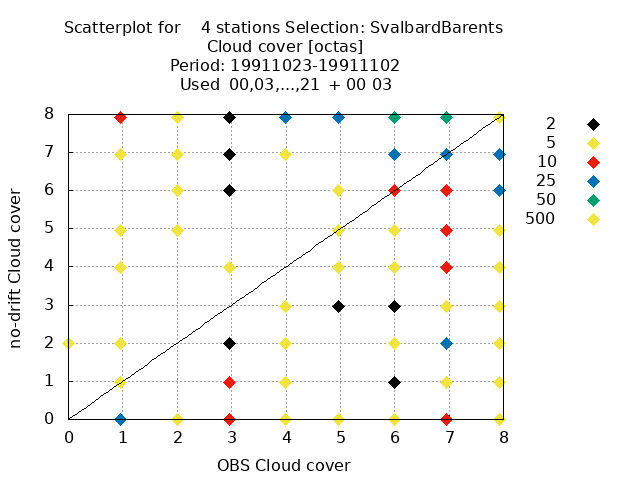 Scatterplot for    4 stations Selection: SvalbardBarents
Cloud cover [octas]
Period: 19911023-19911102
Used  00,03,...,21  + 00 03
8
7
6
5
4
3
2
1
0
no-drift Cloud cover
0 1 2 3 4 5 6 7 8
OBS Cloud cover
2
5
10
25
50
500